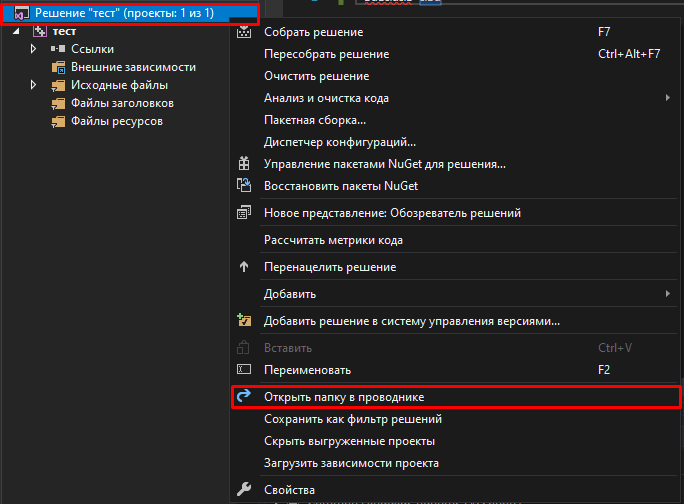 Решение "тест" (проекты: 1 из 1)
тест
Ссылки
Внешние зависимости
Исходные файлы
Файлы заголовков
Файлы ресурсов
Собрать решение F7
Пересобрать решение Ctrl+Alt+F7
Очистить решение
Анализ и очистка кода
Пакетная сборка...
Диспетчер конфигураций...
Управление пакетами NuGet для решения...
Восстановить пакеты NuGet
Новое представление: Обозреватель решений
Рассчитать метрики кода
Перенацелить решение
Добавить
Добавить решение в систему управления версиями...
Вставить Ctrl+V
Переименовать F2
Открыть папку в проводнике
Сохранить как фильтр решений
Скрыть выгруженные проекты
Загрузить зависимости проекта
Свойства